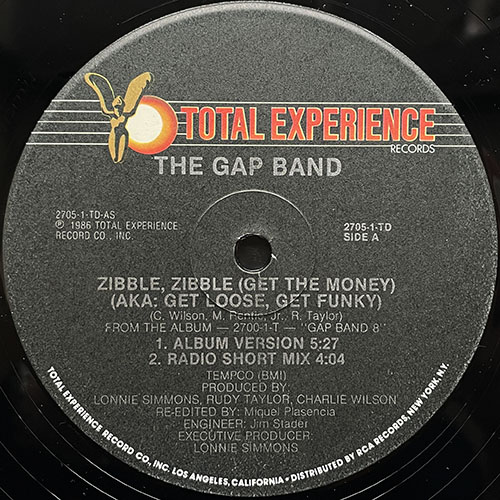 TOTAL EXPERIENCE
RECORDS
THE GAP BAND
2705-1-TD-AS
℗ 1986 TOTAL EXPERIENCE
RECORD CO., INC.
2705-1-TD
SIDE A
ZIBBLE, ZIBBLE (GET THE MONEY)
(AKA: GET LOOSE, GET FUNKY)
(C. Wilson, M. Rentie, Jr., R. Taylor)
FROM THE ALBUM — 2700-1-T — "GAP BAND 8"
1. ALBUM VERSION 5:27
2. RADIO SHORT MIX 4:04
TEMPCO (BMI)
PRODUCED BY:
LONNIE SIMMONS, RUDY TAYLOR, CHARLIE WILSON
RE-EDITED BY: Miquel Plasencia
ENGINEER: Jim Stader
EXECUTIVE PRODUCER:
LONNIE SIMMONS
TOTAL EXPERIENCE RECORD CO., INC. LOS ANGELES, CALIFORNIA • DISTRIBUTED BY RCA RECORDS, NEW YORK, N.Y.